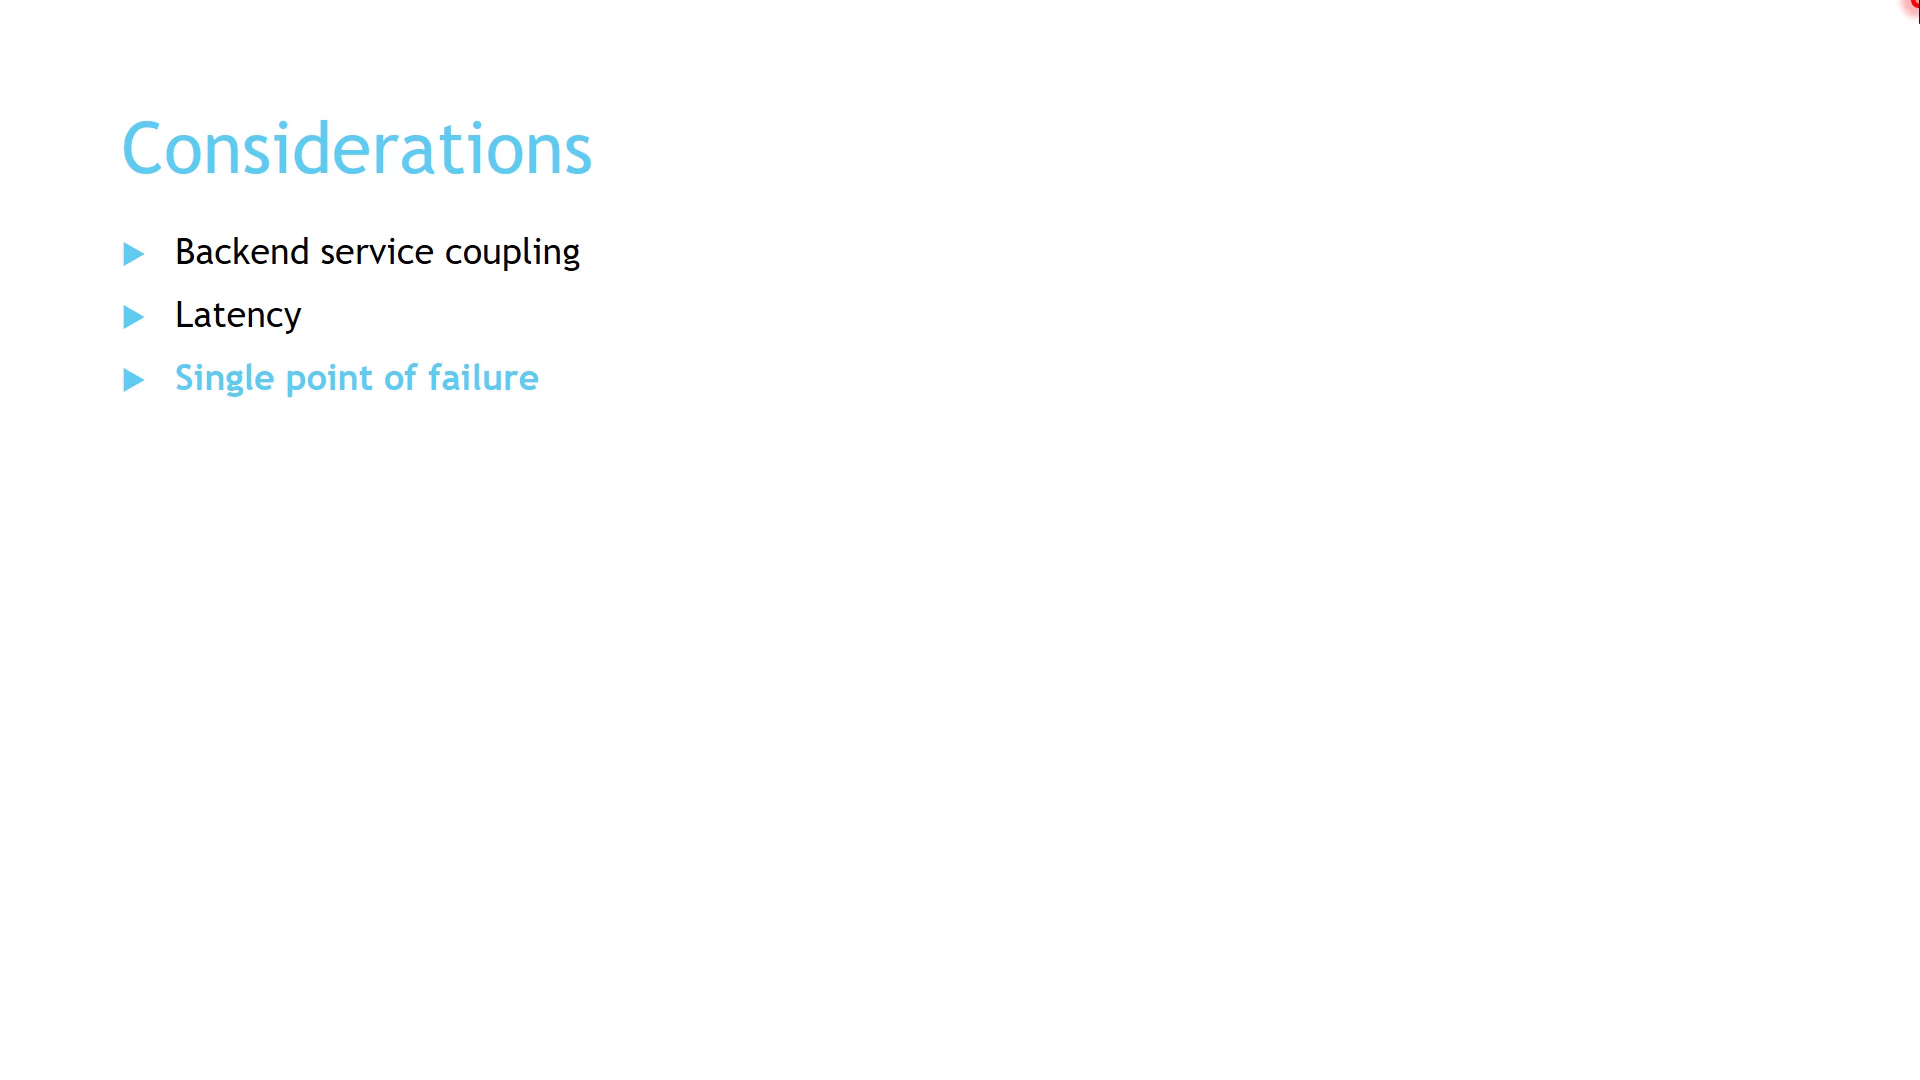 Considerations
Backend service coupling
Latency
Single point of failure